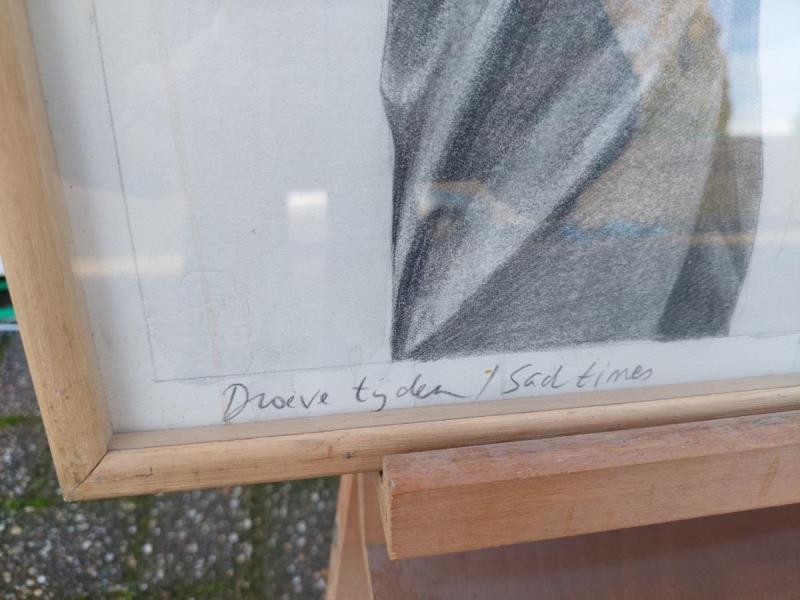 Droeve tijden / Sad times